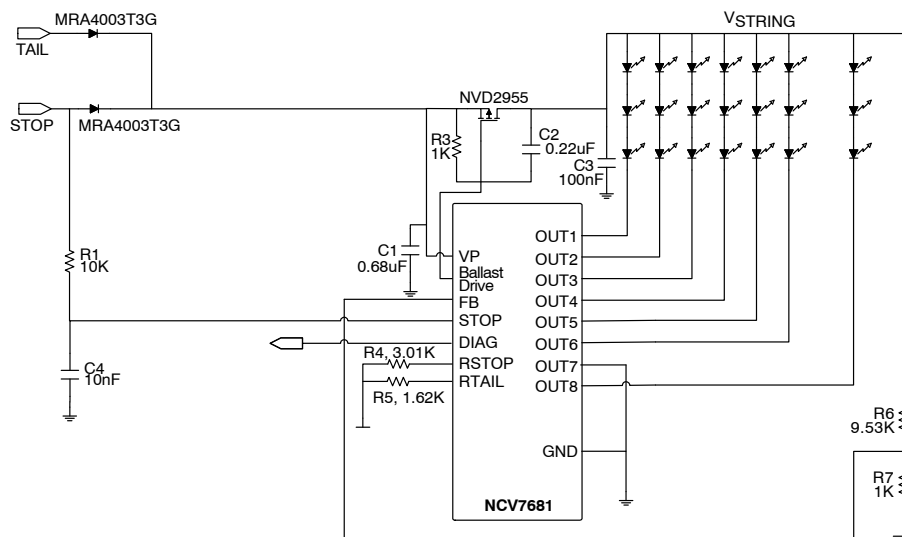 MRA4003T3G
TAIL
STOP
MRA4003T3G
NVD2955
VSTRING
R3
1K
C2
0.22uF
C3
100nF
R1
10K
C1
0.68uF
C4
10nF
VP
Ballast
Drive
FB
STOP
DIAG
RSTOP
RTAIL
R4, 3.01K
R5, 1.62K
OUT1
OUT2
OUT3
OUT4
OUT5
OUT6
OUT7
OUT8
GND
NCV7681
R6
9.53K
R7
1K